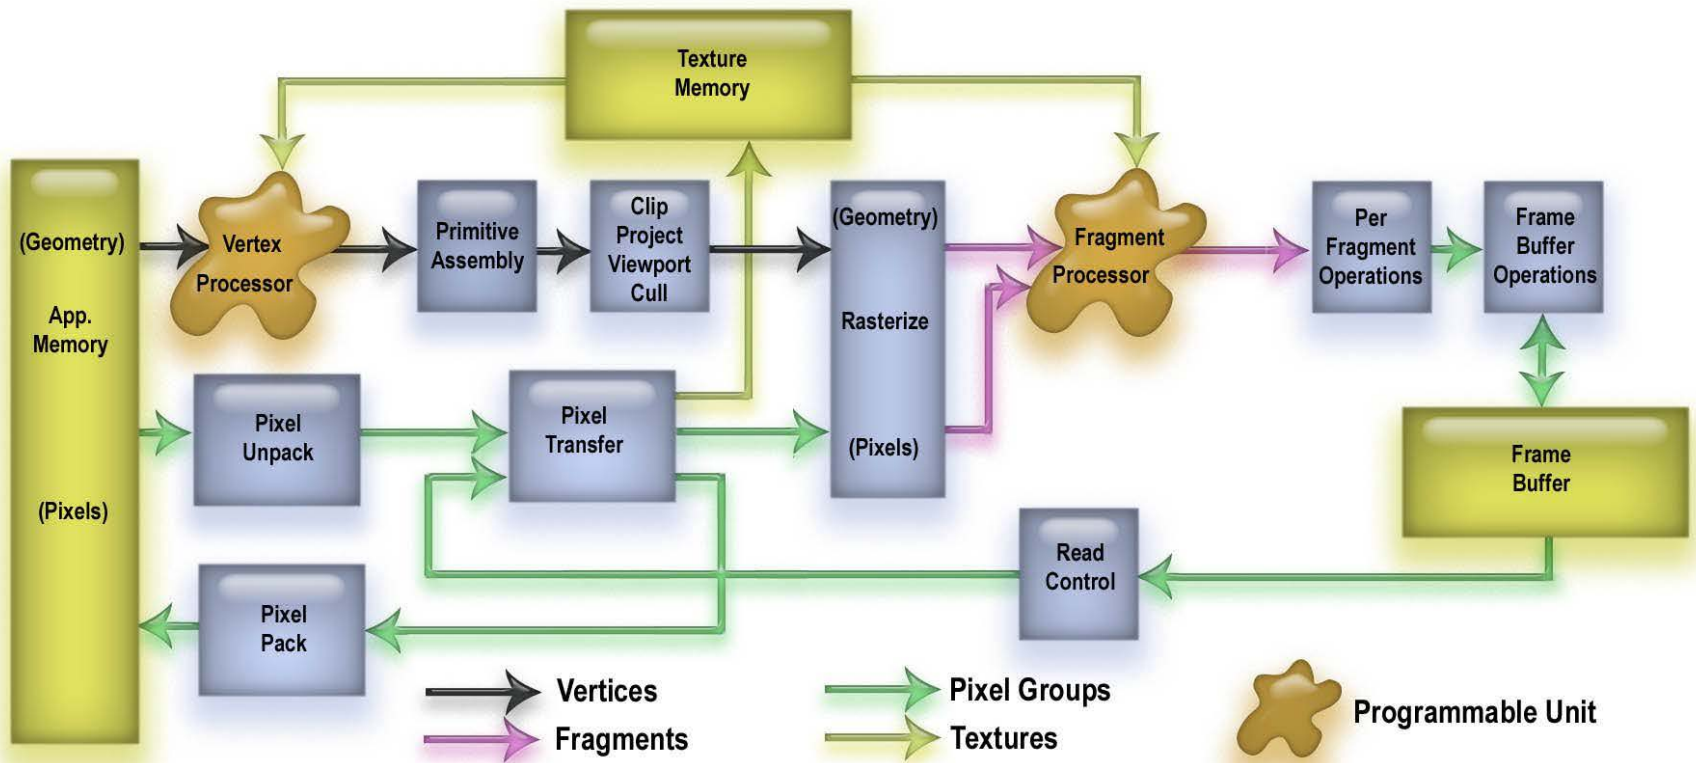 Texture
Memory
(Geometry)
App.
Memory
(Pixels)
Vertex
Processor
Primitive
Assembly
Clip
Project
Viewport
Cull
(Geometry)
Rasterize
(Pixels)
Fragment
Processor
Per
Fragment
Operations
Frame
Buffer
Operations
Pixel
Unpack
Pixel
Transfer
Frame
Buffer
Read
Control
Pixel
Pack
Vertices
Fragments
Pixel Groups
Textures
Programmable Unit